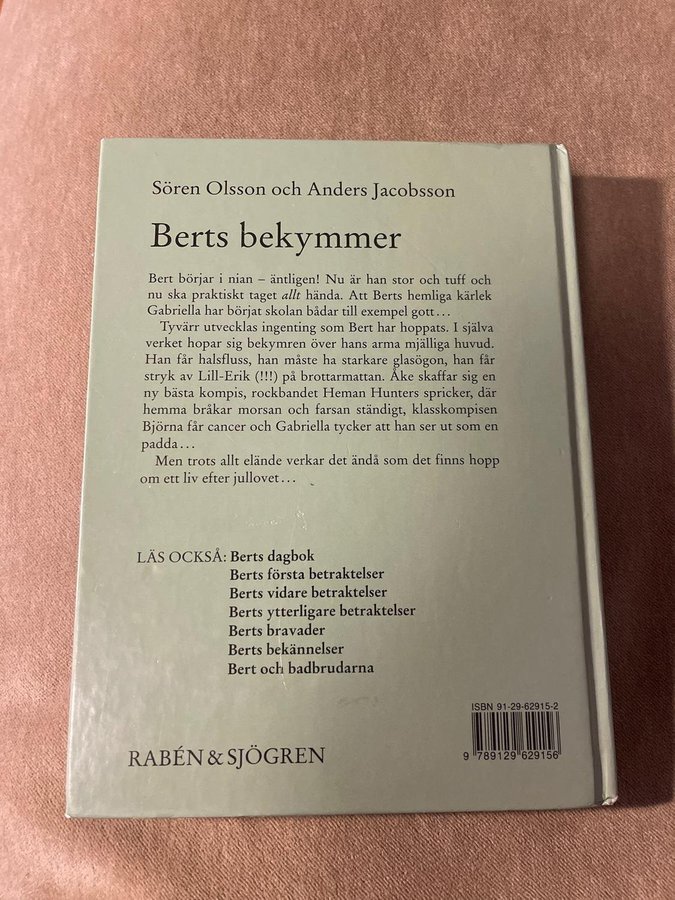 Sören Olsson och Anders Jacobsson
Berts bekymmer
Bert börjar i nian – äntligen! Nu är han stor och tuff och
nu ska praktiskt taget allt hända. Att Berts hemliga kärlek
Gabriella har börjat skolan bådar till exempel gott…
Tyvärr utvecklas ingenting som Bert har hoppats. I själva
verket hopar sig bekymren över hans arma mjälliga huvud.
Han får halsfluss, han måste ha starkare glasögon, han får
stryk av Lill-Erik (!!!) på brottarmattan. Åke skaffar sig en
ny bästa kompis, rockbandet Heman Hunters spricker, där
hemma bråkar morsan och farsan ständigt, klasskompisen
Björna får cancer och Gabriella tycker att han ser ut som en
padda…
Men trots allt elände verkar det ändå som det finns hopp
om ett liv efter jullovet…
LÄS OCKSÅ: Berts dagbok
Berts första betraktelser
Berts vidare betraktelser
Berts ytterligare betraktelser
Berts bravader
Berts bekännelser
Bert och badbrudarna
ISBN 91-29-62915-2
9 789129 629156
RABÉN & SJÖGREN